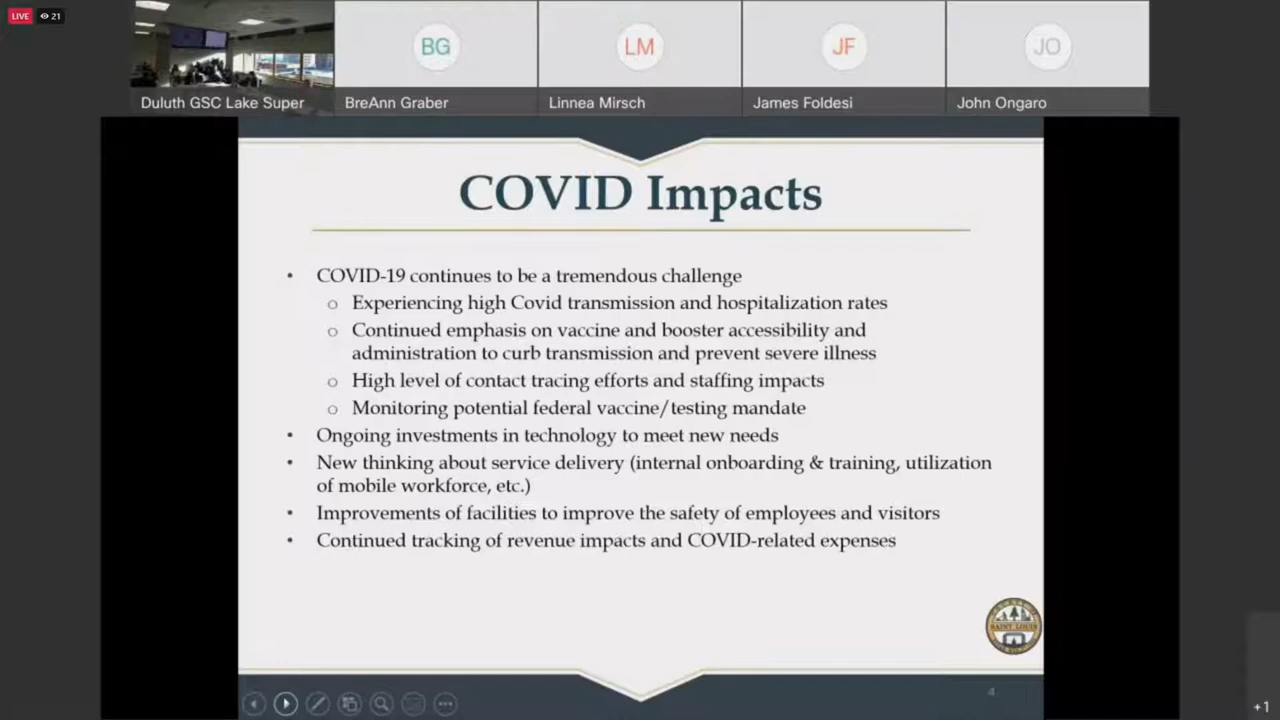 LIVE 21
BG
LM
JF
JO
Duluth GSC Lake Super
BreAnn Graber
Linnea Mirsch
James Foldesi
John Ongaro
COVID Impacts
• COVID-19 continues to be a tremendous challenge
o Experiencing high Covid transmission and hospitalization rates
o Continued emphasis on vaccine and booster accessibility and
administration to curb transmission and prevent severe illness
o High level of contact tracing efforts and staffing impacts
o Monitoring potential federal vaccine/testing mandate
• Ongoing investments in technology to meet new needs
• New thinking about service delivery (internal onboarding & training, utilization
of mobile workforce, etc.)
• Improvements of facilities to improve the safety of employees and visitors
• Continued tracking of revenue impacts and COVID-related expenses
SAINT LOUIS
4
+1